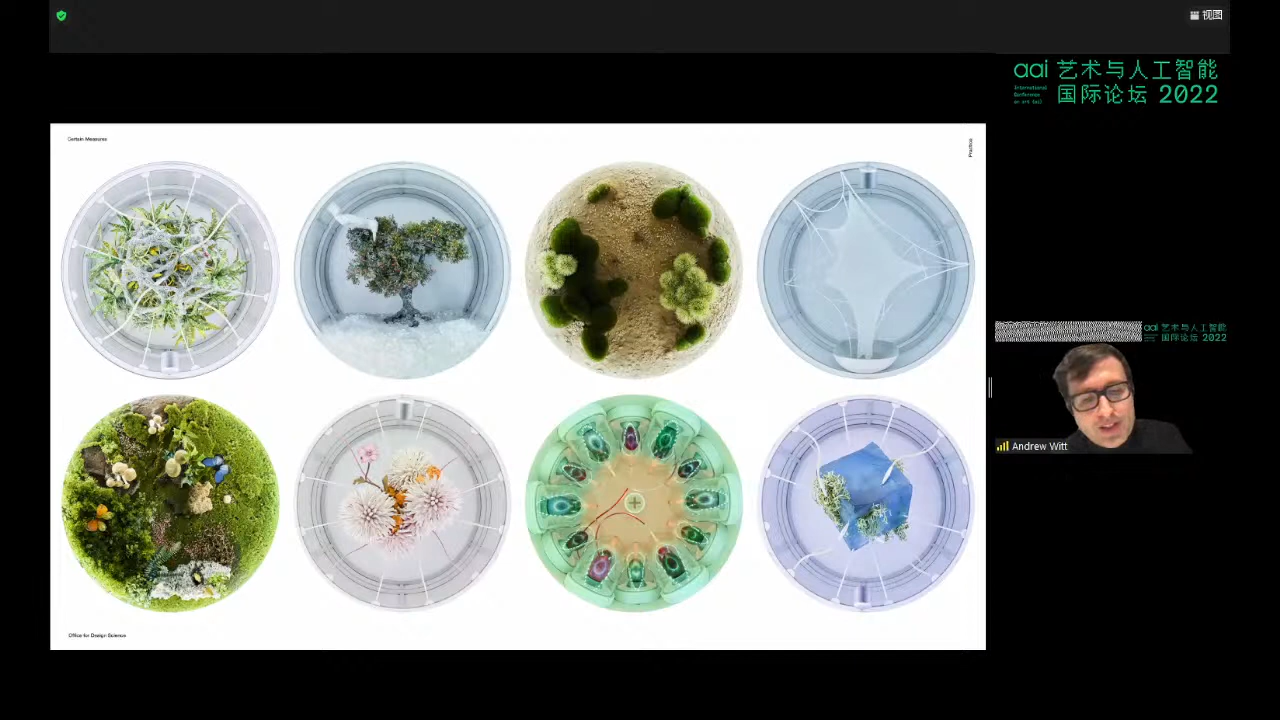 视图
aai 艺术与人工智能
International
Conference
on art &ai
国际论坛 2022
Certain Measures
Practice
aai 艺术与人工智能
国际论坛 2022
Andrew Witt
Office for Design Science